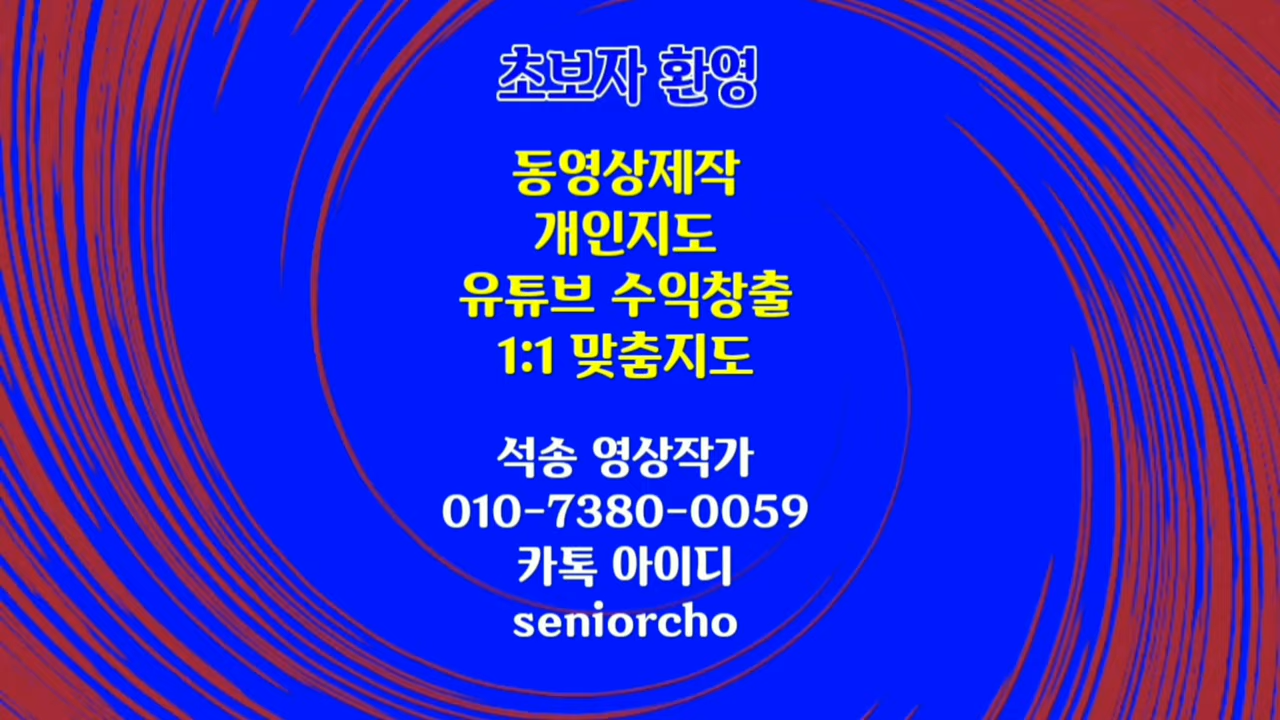 초보자 환영
동영상제작
개인지도
유튜브 수익창출
1:1 맞춤지도
석송 영상작가
010-7380-0059
카톡 아이디
seniorcho